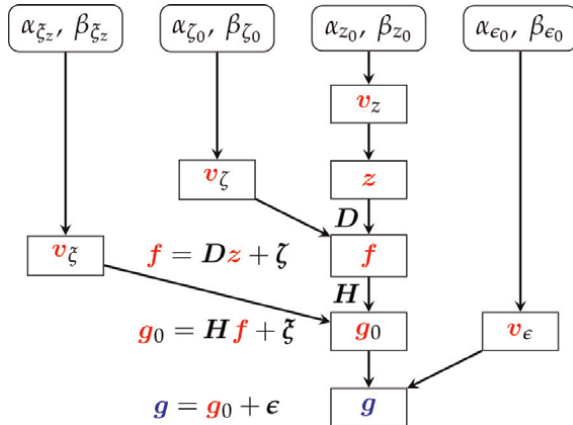 α_{ξ_z}, β_{ξ_z} α_{ζ_0}, β_{ζ_0} α_{z_0}, β_{z_0} α_{ϵ_0}, β_{ϵ_0}
v_z
v_ζ z
D
v_ξ f = Dz + ζ f
H
g_0 = Hf + ξ g_0 v_ϵ
g = g_0 + ϵ g